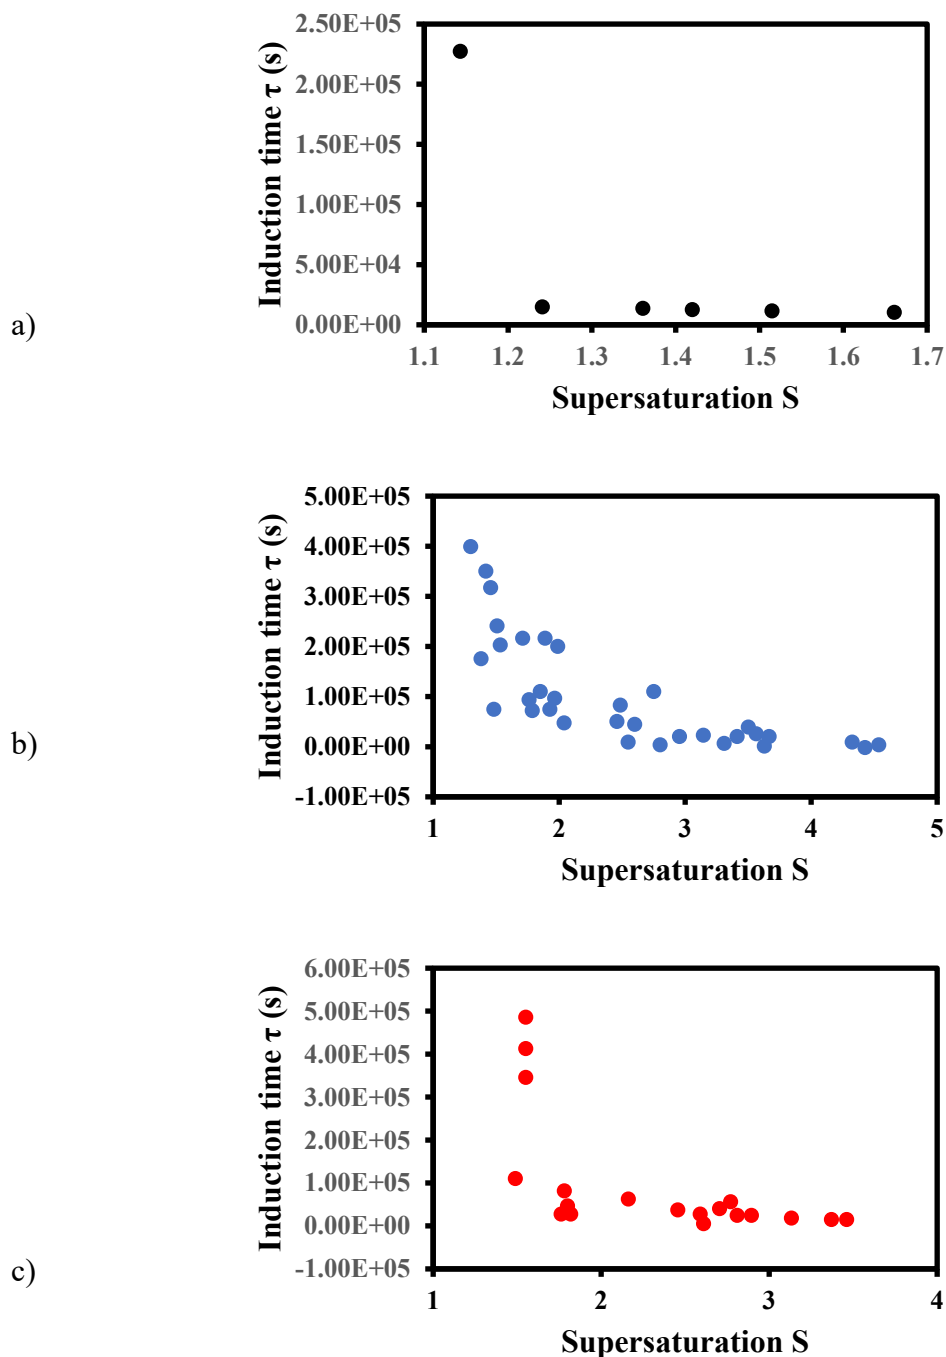 a)
Induction time τ (s)
2.50E+05
2.00E+05
1.50E+05
1.00E+05
5.00E+04
0.00E+00
1.1 1.2 1.3 1.4 1.5 1.6 1.7
Supersaturation S
b)
Induction time τ (s)
5.00E+05
4.00E+05
3.00E+05
2.00E+05
1.00E+05
0.00E+00
-1.00E+05
1 2 3 4 5
Supersaturation S
c)
Induction time τ (s)
6.00E+05
5.00E+05
4.00E+05
3.00E+05
2.00E+05
1.00E+05
0.00E+00
-1.00E+05
1 2 3 4
Supersaturation S